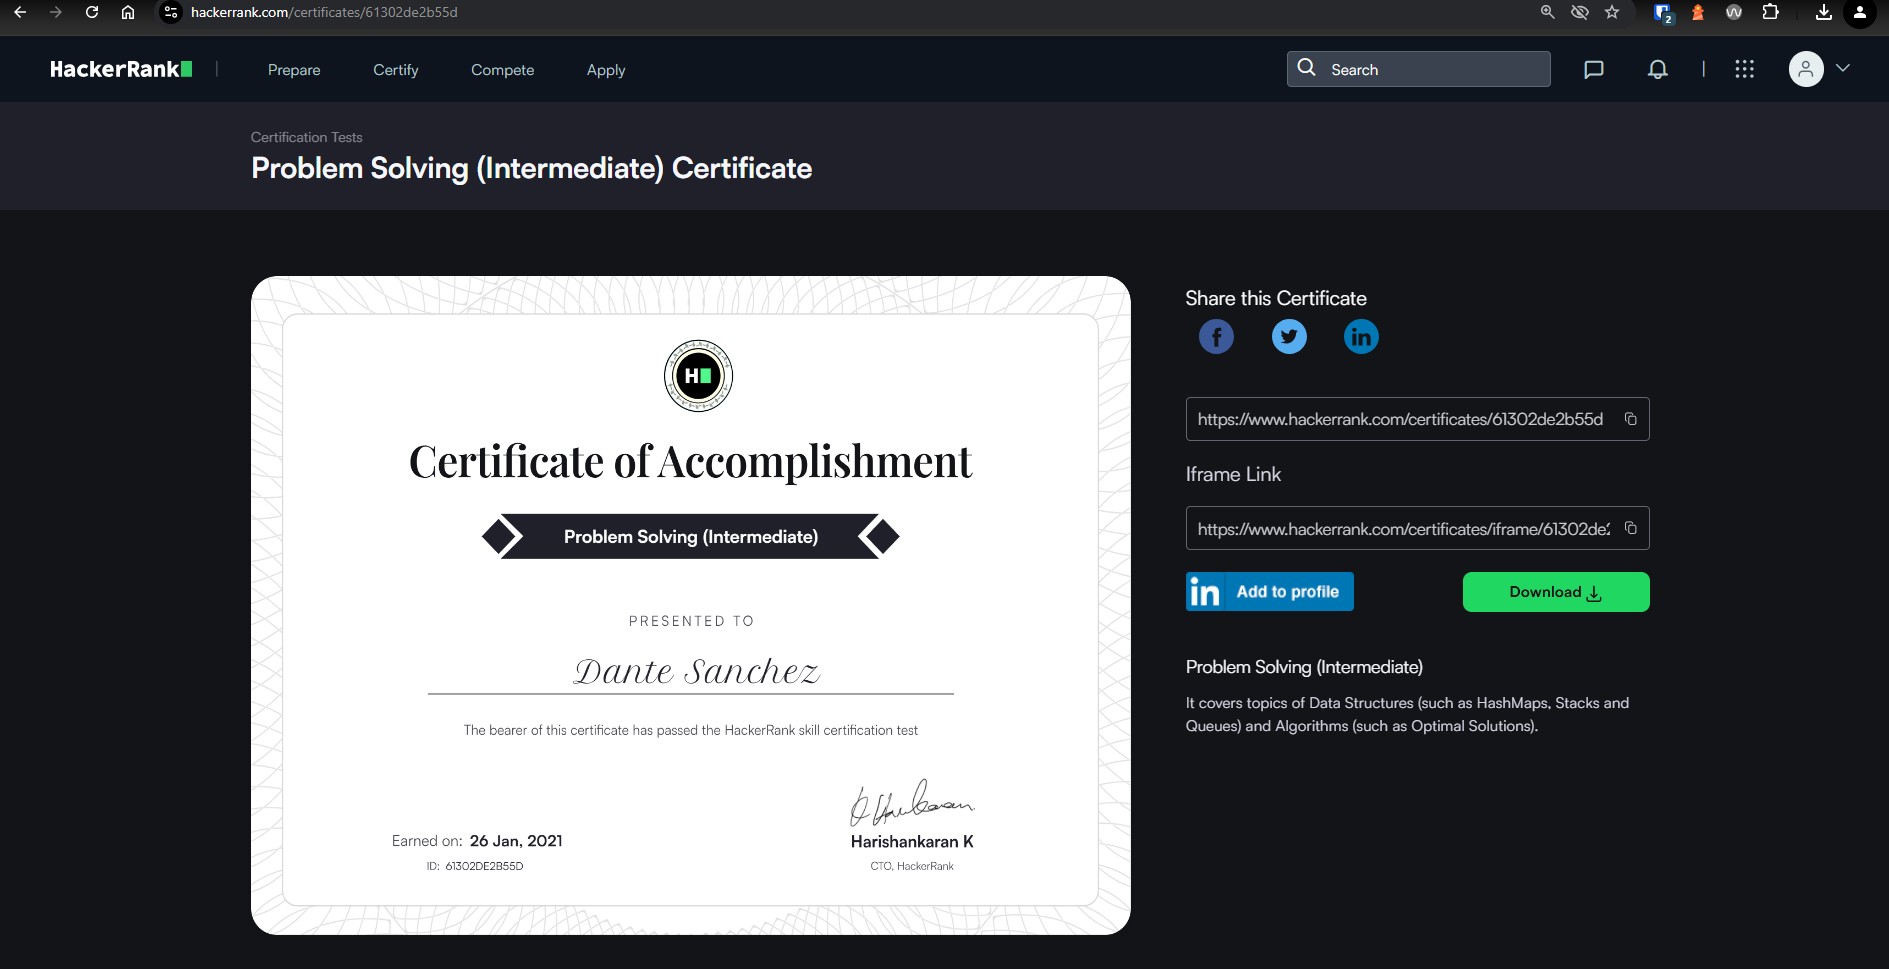 hackerrank.com/certificates/61302de2b55d
2
HackerRank
Prepare
Certify
Compete
Apply
Search
Certification Tests
Problem Solving (Intermediate) Certificate
H
Certificate of Accomplishment
Problem Solving (Intermediate)
PRESENTED TO
Dante Sanchez
The bearer of this certificate has passed the HackerRank skill certification test
Earned on: 26 Jan, 2021
ID: 61302DE2B55D
Harishankaran K
CTO, HackerRank
Share this Certificate
https://www.hackerrank.com/certificates/61302de2b55d
Iframe Link
https://www.hackerrank.com/certificates/iframe/61302de2
in Add to profile
Download
Problem Solving (Intermediate)
It covers topics of Data Structures (such as HashMaps, Stacks and
Queues) and Algorithms (such as Optimal Solutions).